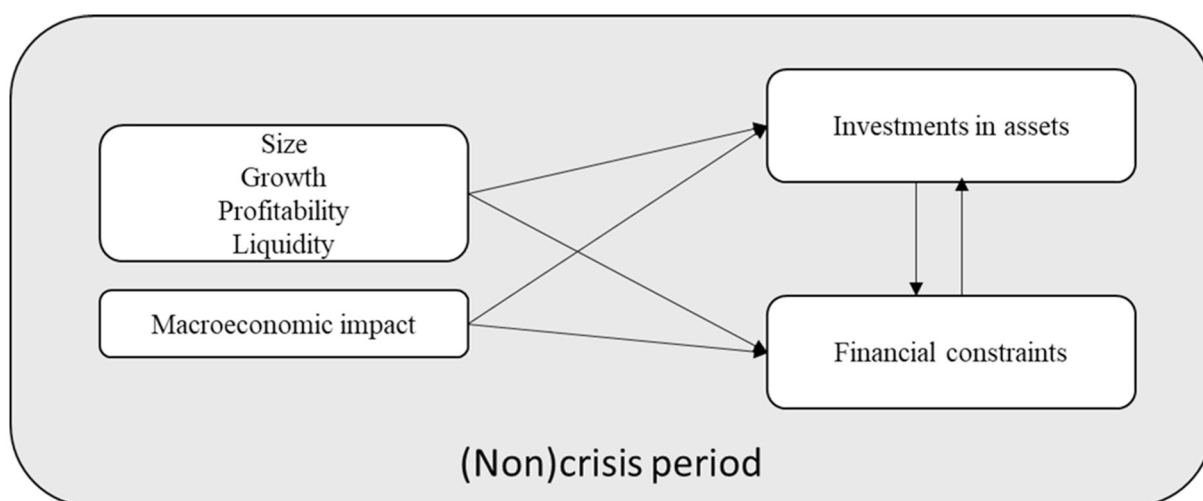 Size
Growth
Profitability
Liquidity
Macroeconomic impact
Investments in assets
Financial constraints
(Non)crisis period